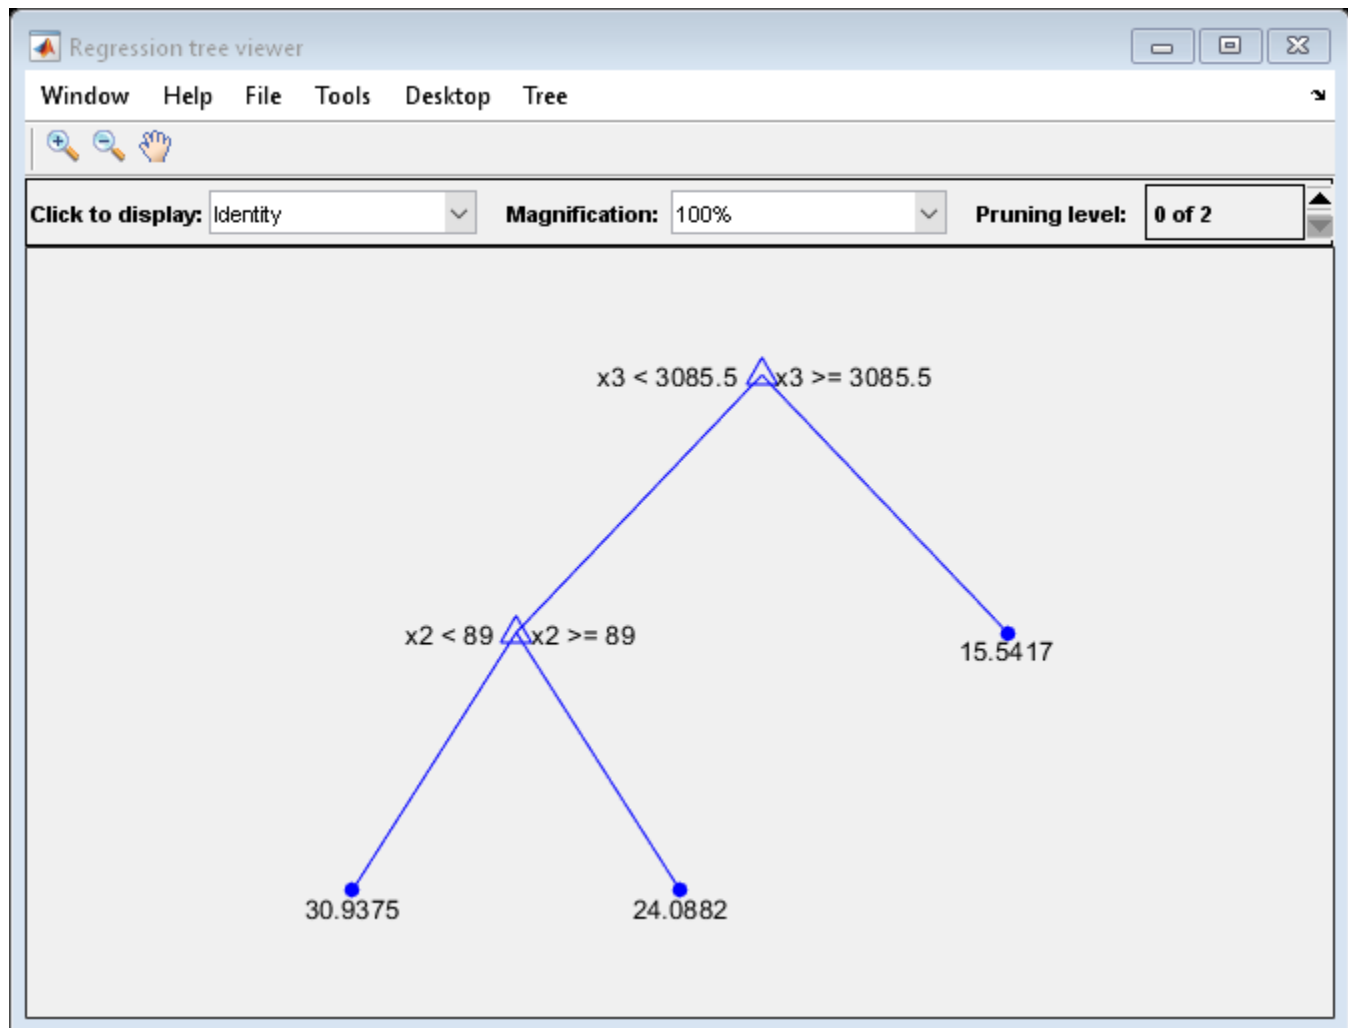 Regression tree viewer
Window Help File Tools Desktop Tree
Click to display: Identity Magnification: 100% Pruning level: 0 of 2
x3 < 3085.5 x3 >= 3085.5
x2 < 89 x2 >= 89
15.5417
30.9375 24.0882